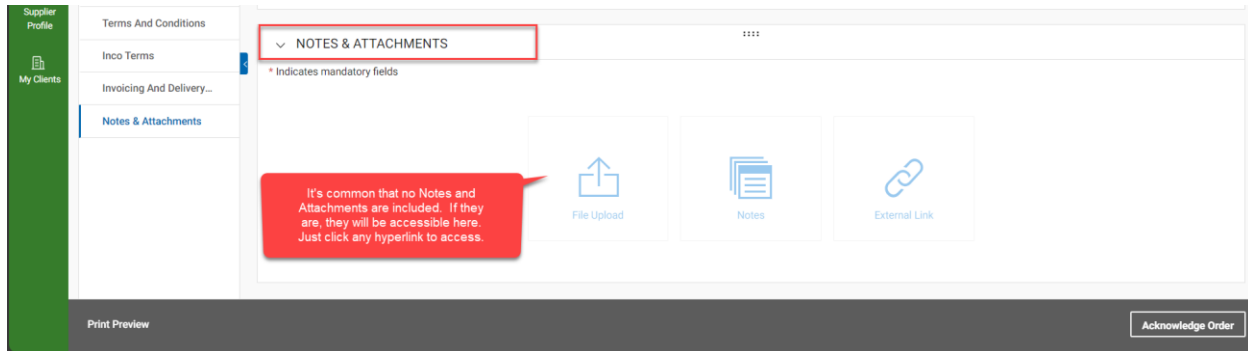 Supplier
Profile
My Clients
Terms And Conditions
Inco Terms
Invoicing And Delivery...
Notes & Attachments
NOTES & ATTACHMENTS
* Indicates mandatory fields
It's common that no Notes and
Attachments are included. If they
are, they will be accessible here.
Just click any hyperlink to access.
File Upload
Notes
External Link
Print Preview
Acknowledge Order